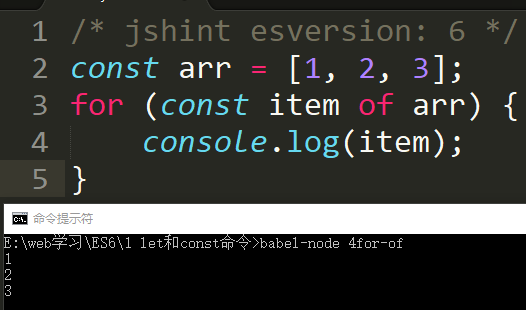 1 /* jshint esversion: 6 */
2 const arr = [1, 2, 3];
3 for (const item of arr) {
4     console.log(item);
5 }
命令提示符
E:\web学习\ES6\1 let和const命令>babel-node 4for-of
1
2
3